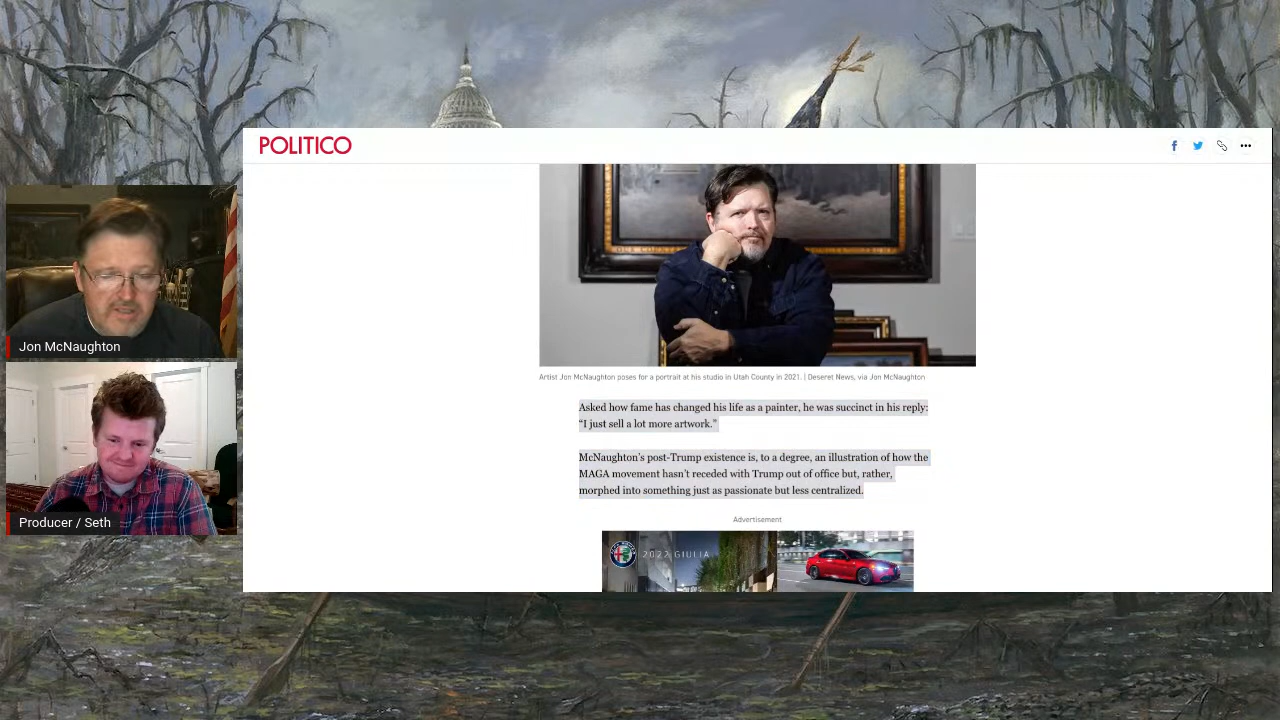 POLITICO
Artist Jon McNaughton poses for a portrait at his studio in Utah County in 2021. | Deseret News, via Jon McNaughton
Asked how fame has changed his life as a painter, he was succinct in his reply:
“I just sell a lot more artwork.”
McNaughton’s post-Trump existence is, to a degree, an illustration of how the
MAGA movement hasn’t receded with Trump out of office but, rather,
morphed into something just as passionate but less centralized.
Advertisement
2022 GIULIA
Jon McNaughton
Producer / Seth